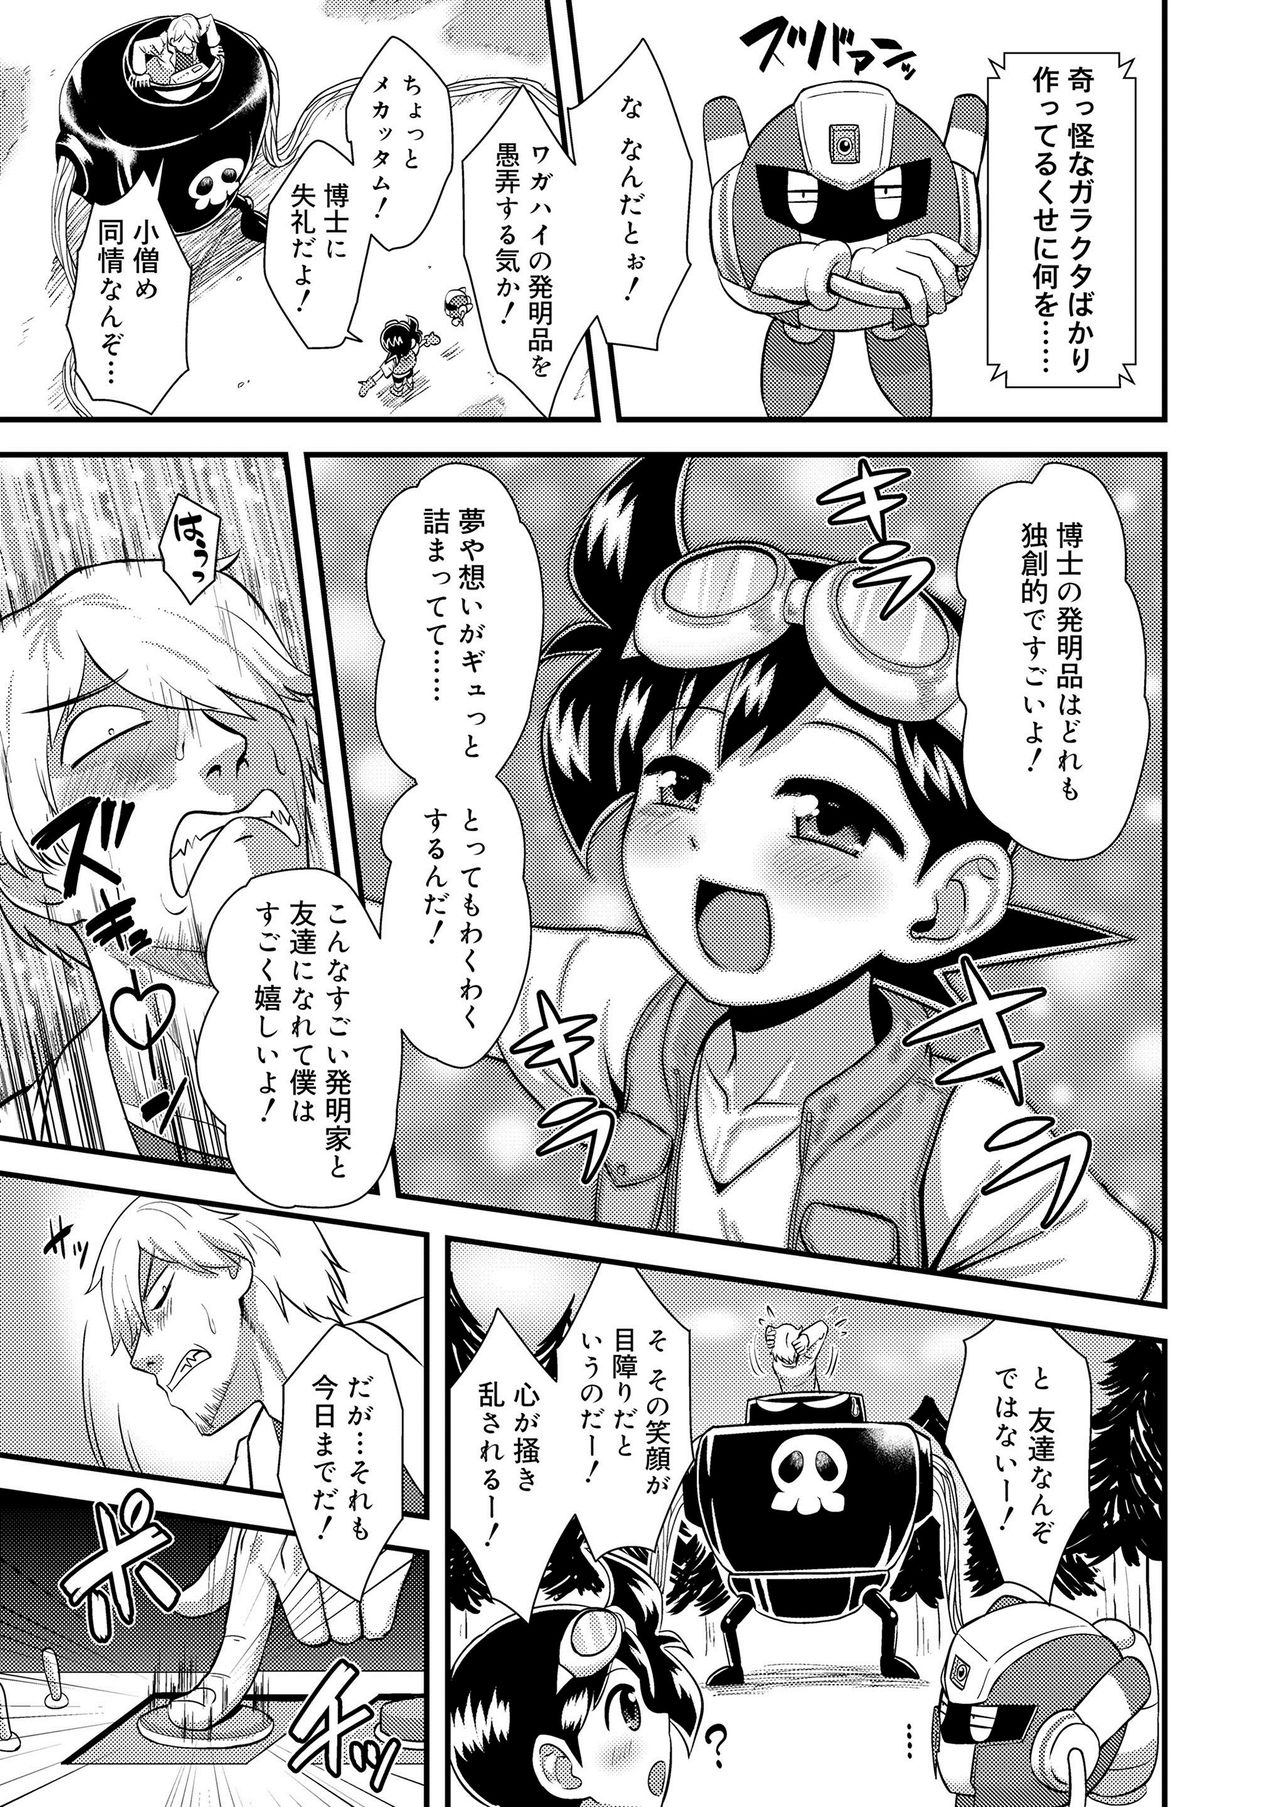 奇っ怪なガラクタばかり
作ってるくせに何を……
ズバァンッ
な なんだとぉ！
ワガハイの発明品を
愚弄する気か！
ちょっと
メカッタム！
博士に
失礼だよ！
小僧め
同情なんぞ…
博士の発明品はどれも
独創的ですごいよ！
キラ
キラ
キラ
夢や想いがギュっと
詰まってて……
とってもわくわく
するんだ！
こんなすごい発明家と
友達になれて僕は
すごく嬉しいよ！
はうっ
ズキューーン
と 友達なんぞ
ではないー！
そ その笑顔が
目障りだと
いうのだー！
心が掻き
乱されるー！
…
?
ガッ
だが…それも
今日までだ！
ポチッ